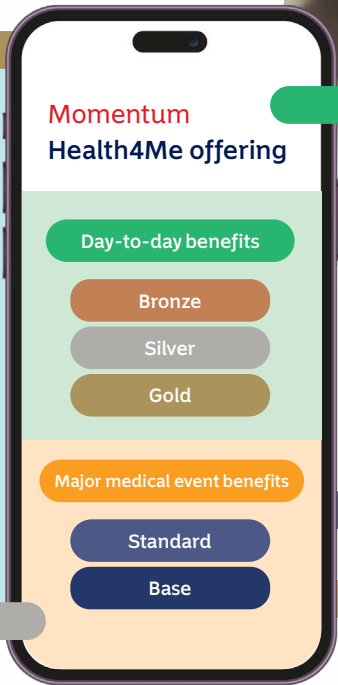 Momentum
Health4Me offering
Day-to-day benefits
Bronze
Silver
Gold
Major medical event benefits
Standard
Base